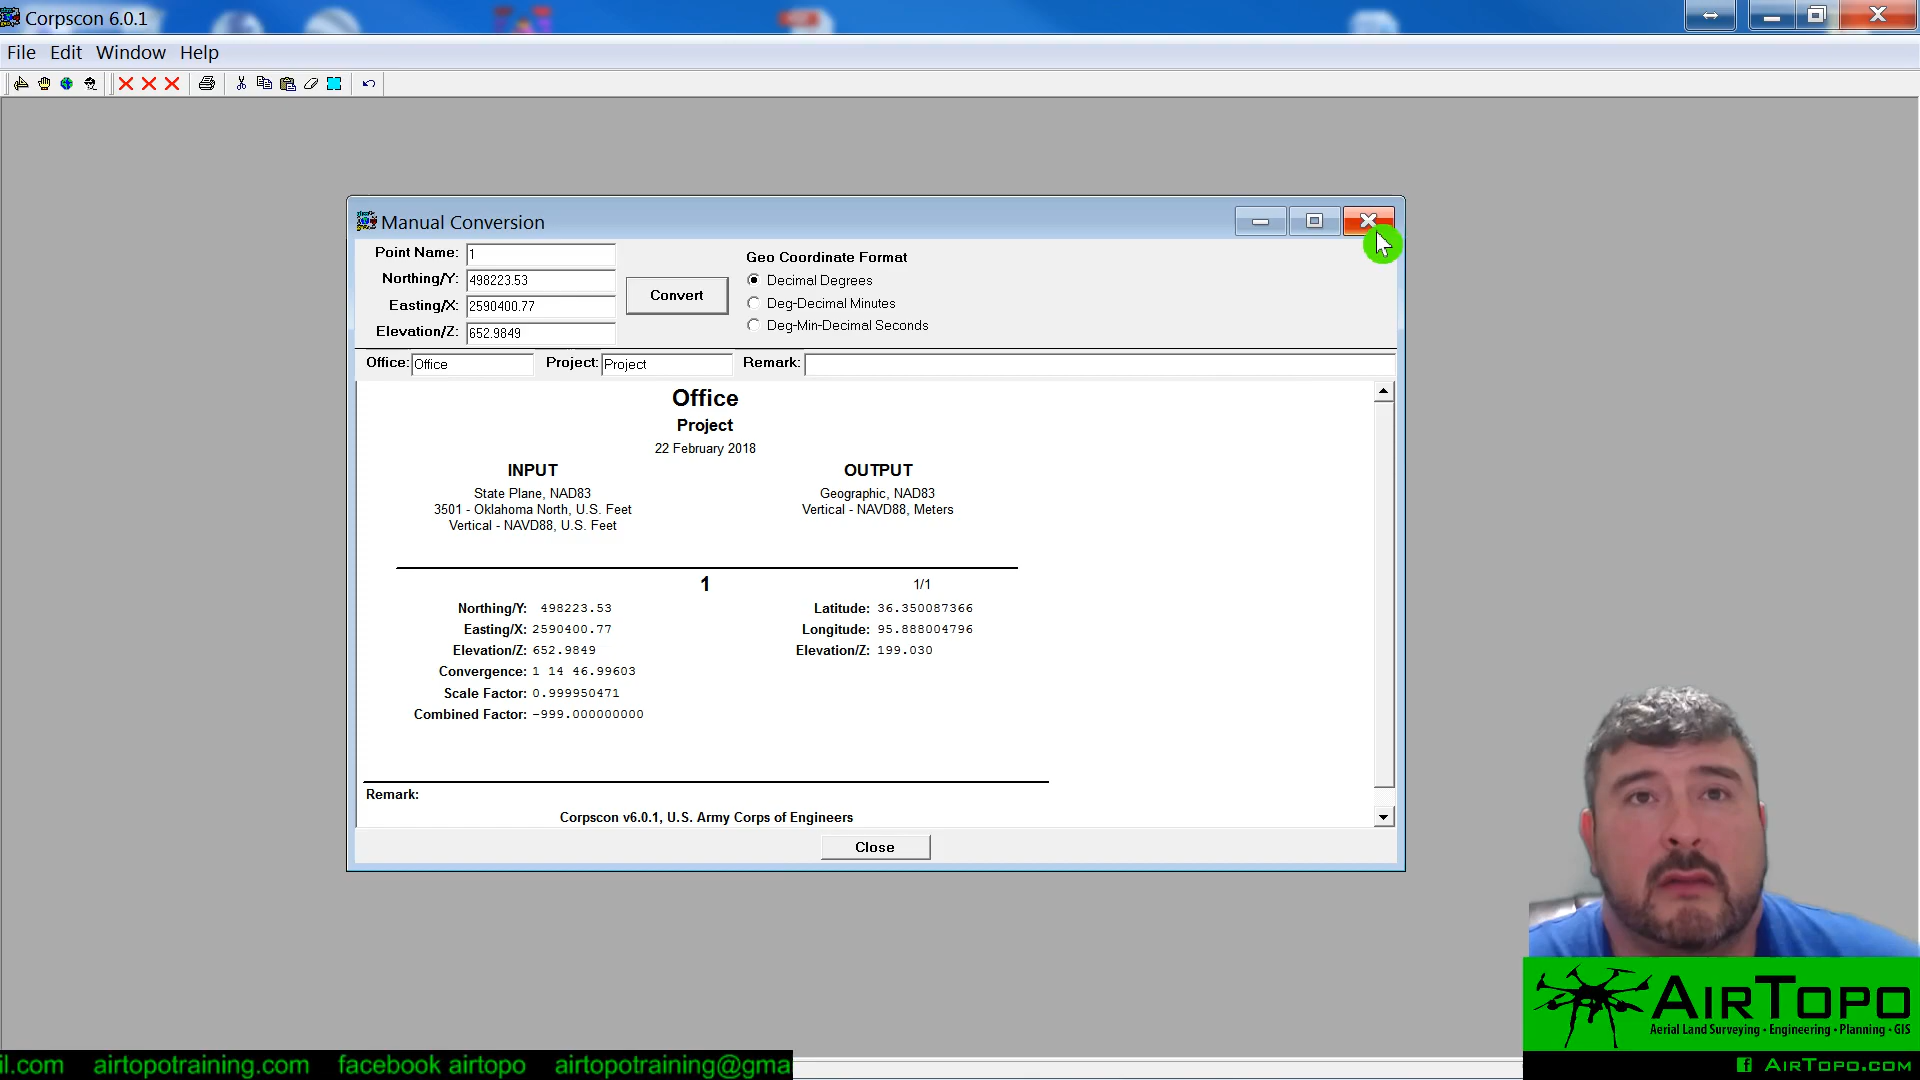 Corpscon 6.0.1
File Edit Window Help
Manual Conversion
Point Name: 1
Northing/Y: 498223.53
Easting/X: 2590400.77
Elevation/Z: 652.9849
Convert
Geo Coordinate Format
Decimal Degrees
Deg-Decimal Minutes
Deg-Min-Decimal Seconds
Office: Office Project: Project Remark:
Office
Project
22 February 2018
INPUT OUTPUT
State Plane, NAD83 Geographic, NAD83
3501 - Oklahoma North, U.S. Feet Vertical - NAVD88, Meters
Vertical - NAVD88, U.S. Feet
1 1/1
Northing/Y: 498223.53 Latitude: 36.350087366
Easting/X: 2590400.77 Longitude: 95.888004796
Elevation/Z: 652.9849 Elevation/Z: 199.030
Convergence: 1 14 46.99603
Scale Factor: 0.999950471
Combined Factor: -999.000000000
Remark:
Corpscon v6.0.1, U.S. Army Corps of Engineers
Close
AIRTOPO
Aerial Land Surveying • Engineering • Planning • GIS
f AIRTOPO.COM
il.com airtopotraining.com facebook airtopo airtopotraining@gma